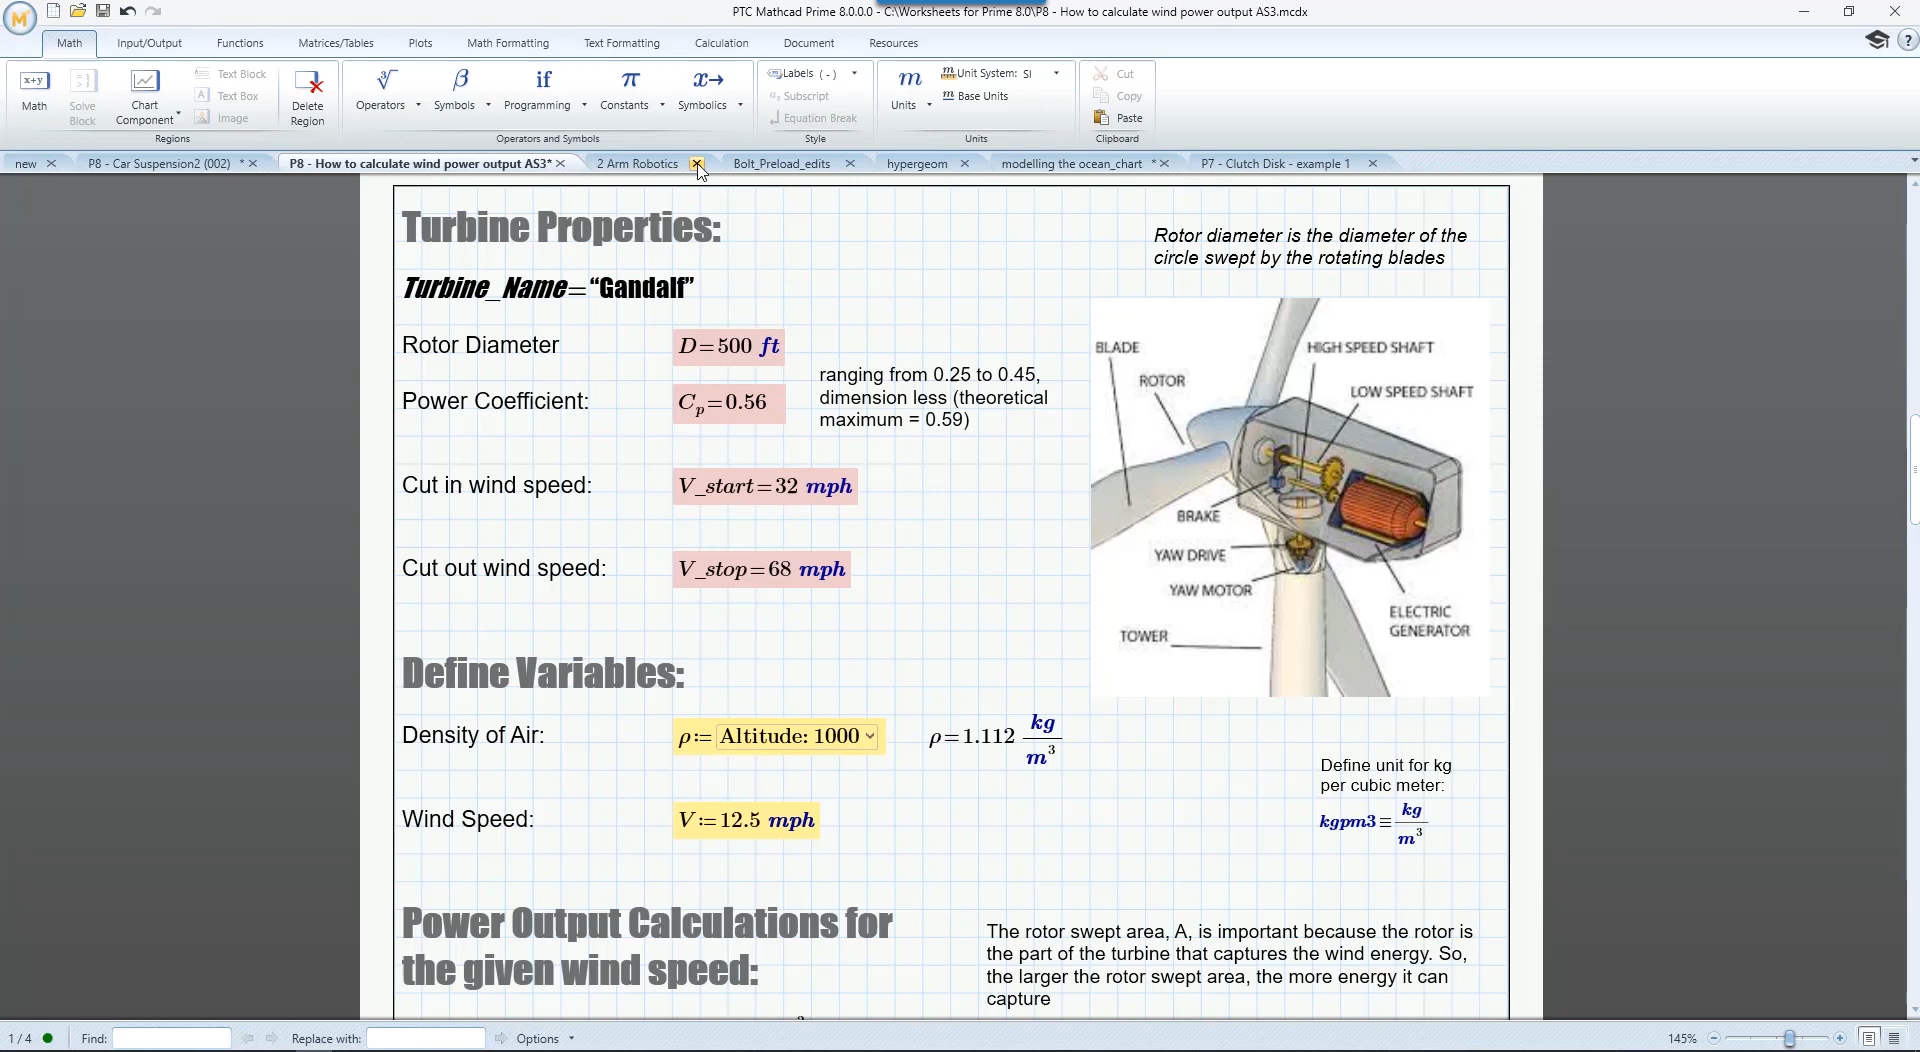 PTC Mathcad Prime 8.0.0.0 - C:\Worksheets for Prime 8.0\P8 - How to calculate wind power output AS3.mcdx
Math Input/Output Functions Matrices/Tables Plots Math Formatting Text Formatting Calculation Document Resources
Math
Solve Block
Chart Component
Text Block
Text Box
Image
Delete Region
Regions
Operators
Symbols
if Programming
π Constants
Symbolics
Operators and Symbols
Labels ( - )
Subscript
Equation Break
Style
Units
Unit System: SI
Base Units
Units
Cut
Copy
Paste
Clipboard
new
P8 - Car Suspension2 (002) *
P8 - How to calculate wind power output AS3*
2 Arm Robotics
Bolt_Preload_edits
hypergeom
modelling the ocean_chart *
P7 - Clutch Disk - example 1
Turbine Properties:
Rotor diameter is the diameter of the
circle swept by the rotating blades
Turbine_Name=“Gandalf”
Rotor Diameter D=500 ft
Power Coefficient: Cp=0.56
ranging from 0.25 to 0.45,
dimension less (theoretical
maximum = 0.59)
Cut in wind speed: V_start=32 mph
Cut out wind speed: V_stop=68 mph
BLADE
ROTOR
HIGH SPEED SHAFT
LOW SPEED SHAFT
BRAKE
YAW DRIVE
YAW MOTOR
TOWER
ELECTRIC
GENERATOR
Define Variables:
Density of Air: ρ:=Altitude: 1000 ρ=1.112 kg/m³
Define unit for kg
per cubic meter:
kgpm3≡kg/m³
Wind Speed: V:=12.5 mph
Power Output Calculations for
the given wind speed:
The rotor swept area, A, is important because the rotor is
the part of the turbine that captures the wind energy. So,
the larger the rotor swept area, the more energy it can
capture
1 / 4 Find: Replace with: Options 145%